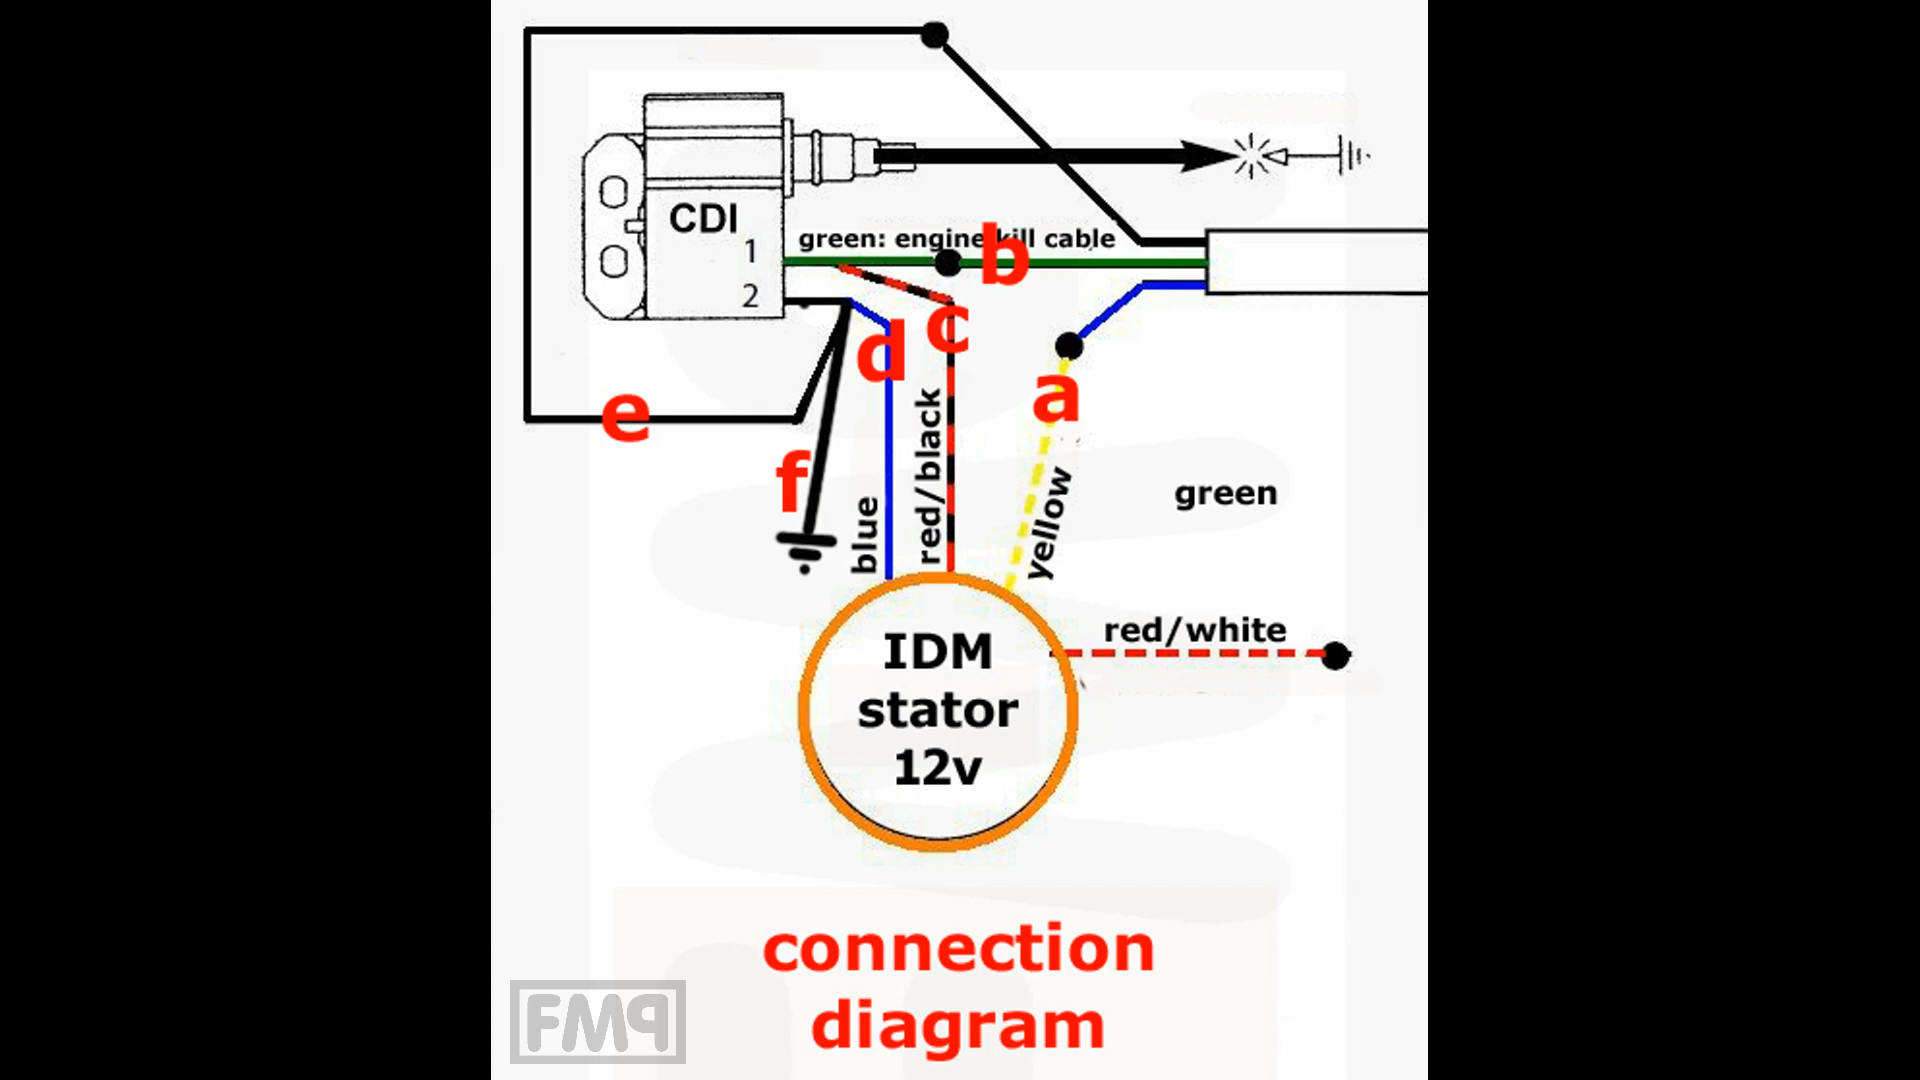 CDI
1
2
green: engine kill cable
b
c
d
a
e
f
blue
red/black
yellow
green
red/white
IDM
stator
12v
connection
diagram
FMP